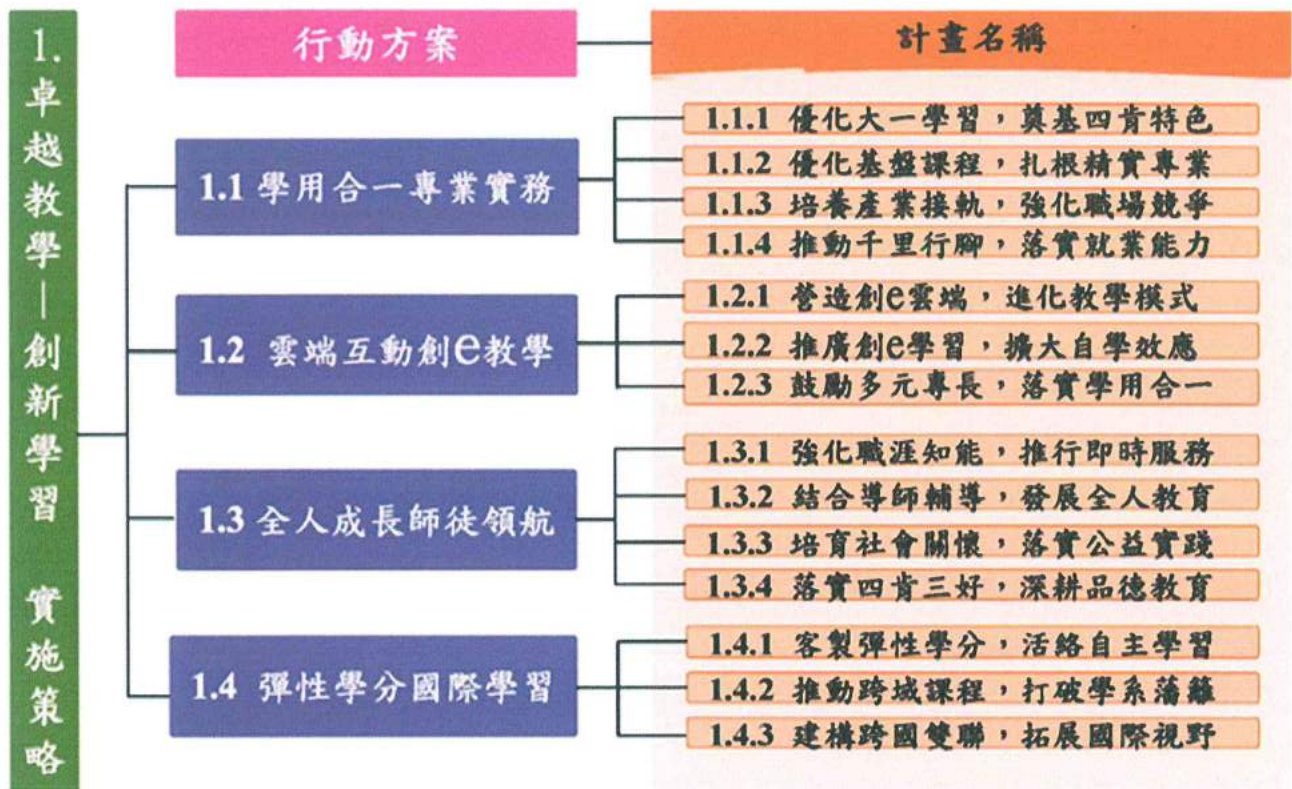 1.卓越教學—創新學習 實施策略
行動方案
計畫名稱
1.1 學用合一專業實務
1.1.1 優化大一學習，奠基四肯特色
1.1.2 優化基盤課程，扎根精實專業
1.1.3 培養產業接軌，強化職場競爭
1.1.4 推動千里行腳，落實就業能力
1.2 雲端互動創e教學
1.2.1 營造創e雲端，進化教學模式
1.2.2 推廣創e學習，擴大自學效應
1.2.3 鼓勵多元專長，落實學用合一
1.3 全人成長師徒領航
1.3.1 強化職涯知能，推行即時服務
1.3.2 結合導師輔導，發展全人教育
1.3.3 培育社會關懷，落實公益實踐
1.3.4 落實四肯三好，深耕品德教育
1.4 彈性學分國際學習
1.4.1 客製彈性學分，活絡自主學習
1.4.2 推動跨域課程，打破學系藩籬
1.4.3 建構跨國雙聯，拓展國際視野